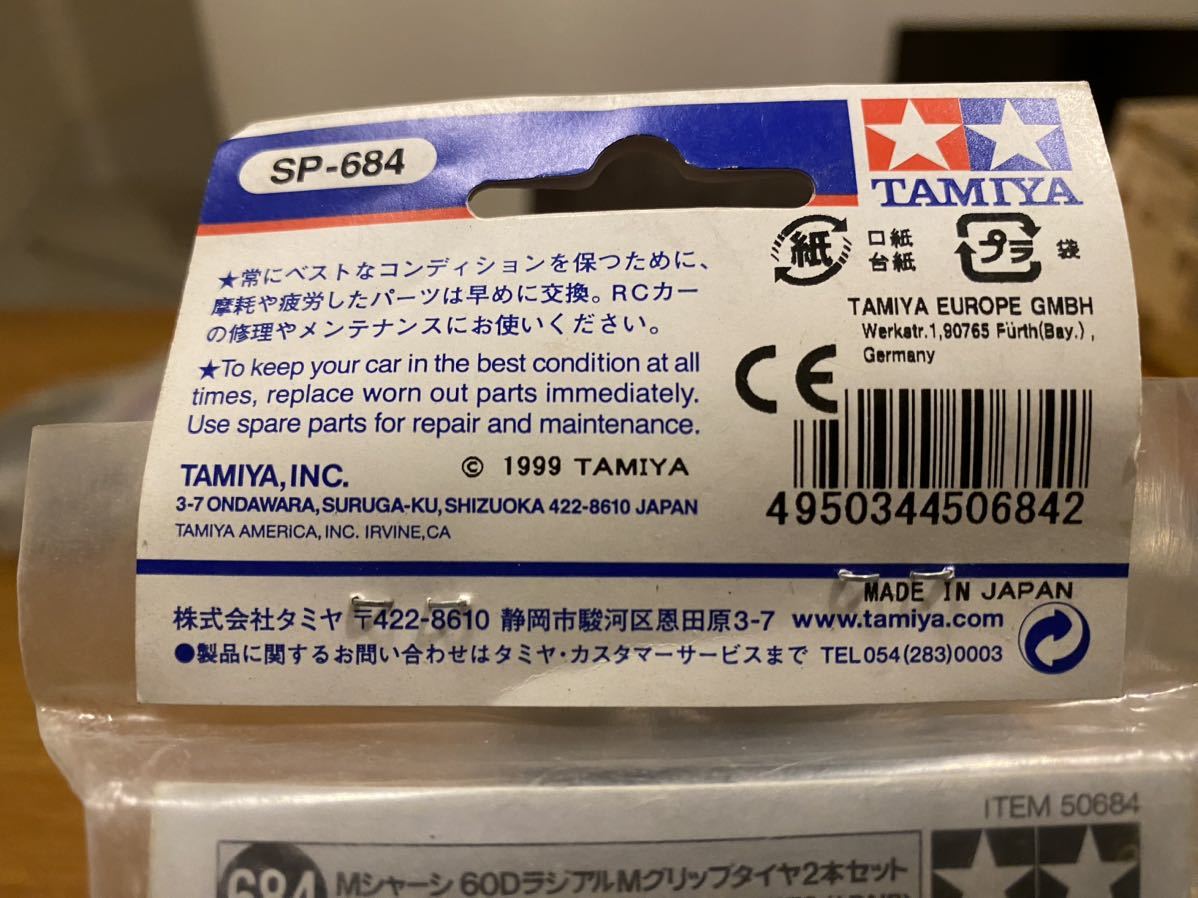 SP-684
TAMIYA
紙
口紙
台紙
プラ
袋
★常にベストなコンディションを保つために、
摩耗や疲労したパーツは早めに交換。RCカー
の修理やメンテナンスにお使いください。
★To keep your car in the best condition at all
times, replace worn out parts immediately.
Use spare parts for repair and maintenance.
TAMIYA EUROPE GMBH
Werkstr.1,90765 Fürth(Bay.),
Germany
CE
TAMIYA, INC.
© 1999 TAMIYA
3-7 ONDAWARA, SURUGA-KU, SHIZUOKA 422-8610 JAPAN
TAMIYA AMERICA, INC. IRVINE, CA
4950344506842
MADE IN JAPAN
株式会社タミヤ 〒422-8610 静岡市駿河区恩田原3-7 www.tamiya.com
●製品に関するお問い合わせはタミヤ・カスタマーサービスまで TEL054(283)0003
ITEM 50684
684
Mシャーシ 60DラジアルMグリップタイヤ2本セット